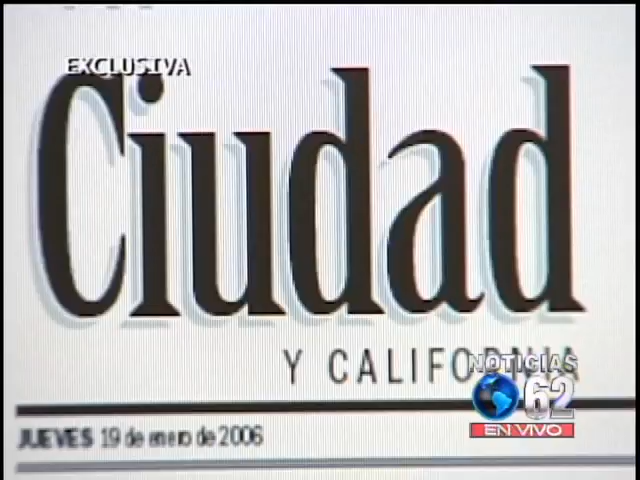 EXCLUSIVA
Ciudad
Y CALIFORNIA
NOTICIAS
62
EN VIVO
JUEVES 19 de enero de 2006